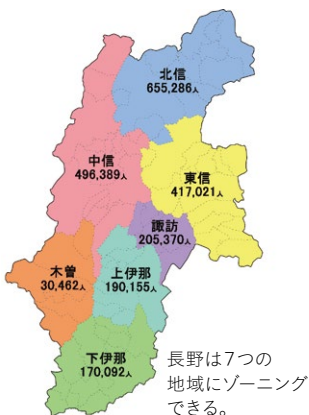 北信
655,286人
中信
496,389人
東信
417,021人
諏訪
205,370人
木曽
30,462人
上伊那
190,155人
下伊那
170,092人
長野は7つの
地域にゾーニング
できる。